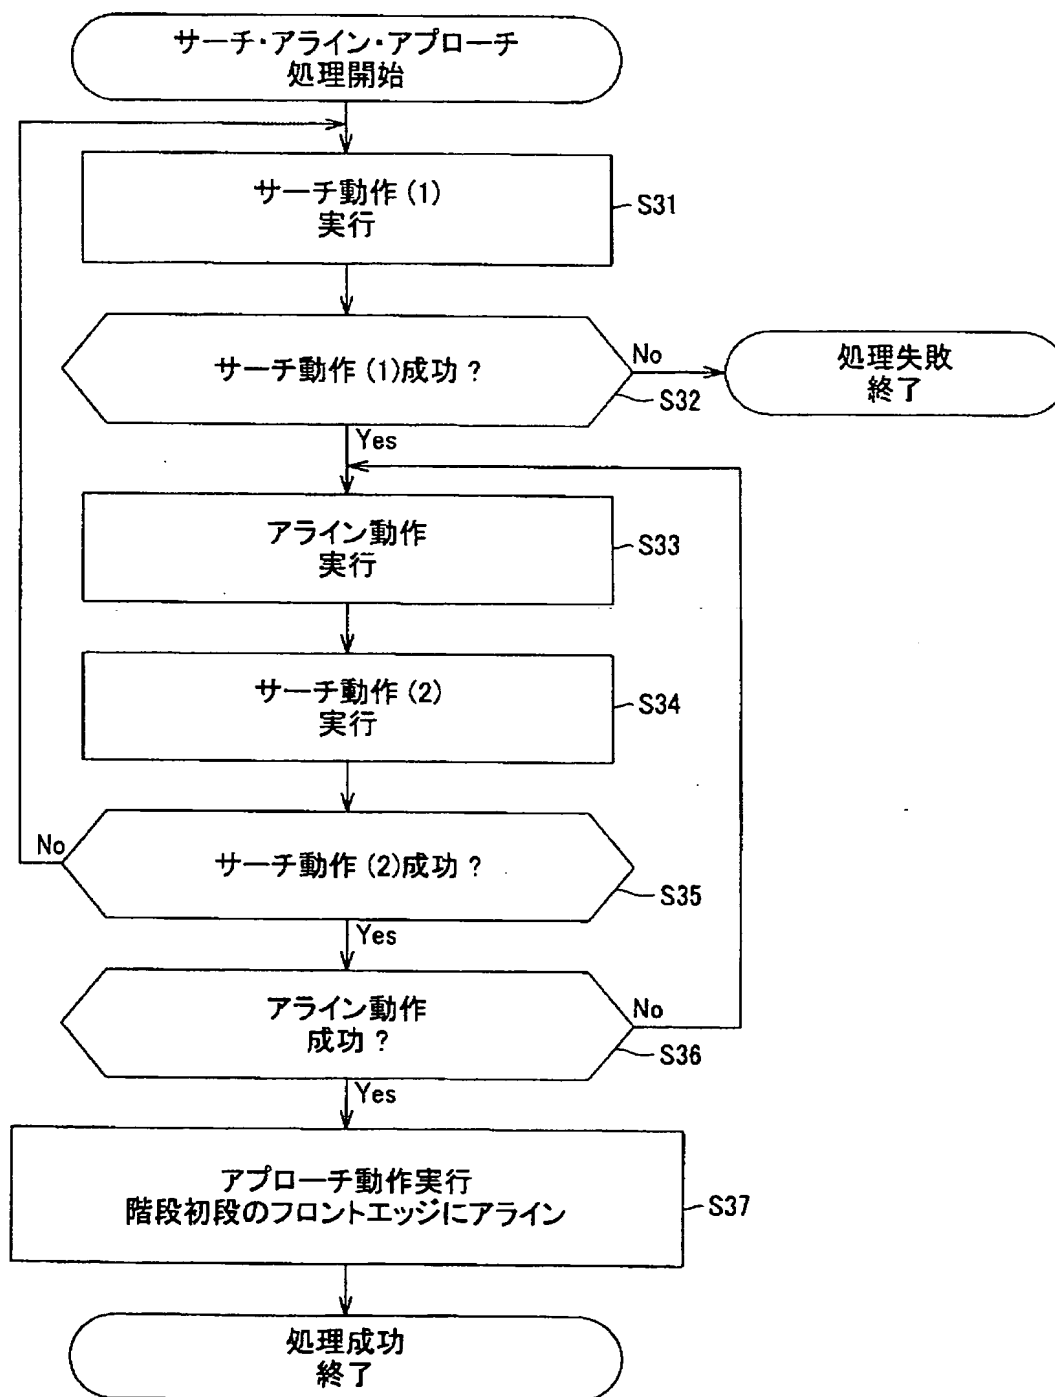 サーチ・アライン・アプローチ
処理開始
サーチ動作(1)
実行
S31
サーチ動作(1)成功?
No
S32
処理失敗
終了
Yes
アライン動作
実行
S33
サーチ動作(2)
実行
S34
No
サーチ動作(2)成功?
S35
Yes
アライン動作
成功?
No
S36
Yes
アプローチ動作実行
階段初段のフロントエッジにアライン
S37
処理成功
終了